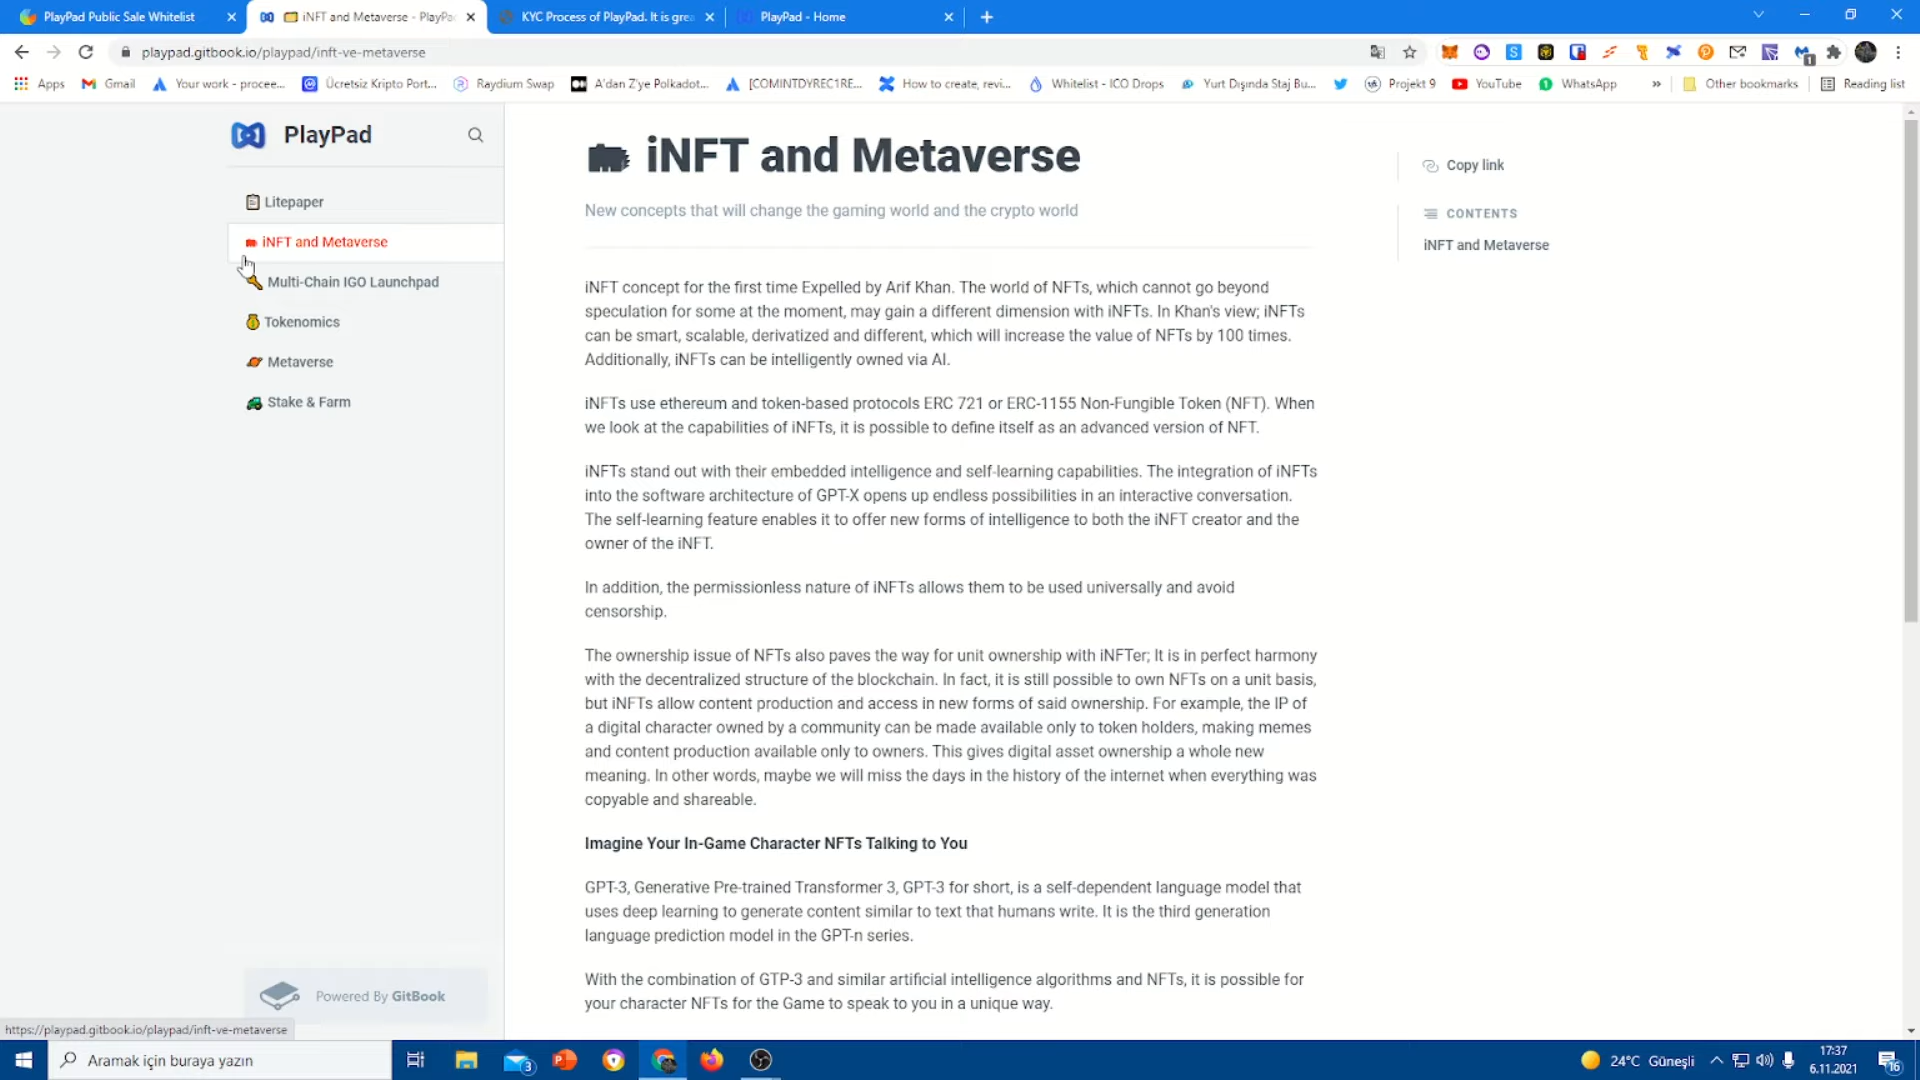 PlayPad Public Sale Whitelist
iNFT and Metaverse - PlayPad
KYC Process of PlayPad. It is grea
PlayPad - Home
playpad.gitbook.io/playpad/inft-ve-metaverse
Apps
Gmail
Your work - procee...
Ücretsiz Kripto Port...
Raydium Swap
A'dan Z'ye Polkadot...
[COMINTDYREC1RE...
How to create, revi...
Whitelist - ICO Drops
Yurt Dışında Staj Bu...
Projekt 9
YouTube
WhatsApp
»
Other bookmarks
Reading list
PlayPad
Litepaper
iNFT and Metaverse
Multi-Chain IGO Launchpad
Tokenomics
Metaverse
Stake & Farm
Powered By GitBook
iNFT and Metaverse
New concepts that will change the gaming world and the crypto world
iNFT concept for the first time Expelled by Arif Khan. The world of NFTs, which cannot go beyond
speculation for some at the moment, may gain a different dimension with iNFTs. In Khan's view; iNFTs
can be smart, scalable, derivatized and different, which will increase the value of NFTs by 100 times.
Additionally, iNFTs can be intelligently owned via AI.
iNFTs use ethereum and token-based protocols ERC 721 or ERC-1155 Non-Fungible Token (NFT). When
we look at the capabilities of iNFTs, it is possible to define itself as an advanced version of NFT.
iNFTs stand out with their embedded intelligence and self-learning capabilities. The integration of iNFTs
into the software architecture of GPT-X opens up endless possibilities in an interactive conversation.
The self-learning feature enables it to offer new forms of intelligence to both the iNFT creator and the
owner of the iNFT.
In addition, the permissionless nature of iNFTs allows them to be used universally and avoid
censorship.
The ownership issue of NFTs also paves the way for unit ownership with iNFTer; It is in perfect harmony
with the decentralized structure of the blockchain. In fact, it is still possible to own NFTs on a unit basis,
but iNFTs allow content production and access in new forms of said ownership. For example, the IP of
a digital character owned by a community can be made available only to token holders, making memes
and content production available only to owners. This gives digital asset ownership a whole new
meaning. In other words, maybe we will miss the days in the history of the internet when everything was
copyable and shareable.
Imagine Your In-Game Character NFTs Talking to You
GPT-3, Generative Pre-trained Transformer 3, GPT-3 for short, is a self-dependent language model that
uses deep learning to generate content similar to text that humans write. It is the third generation
language prediction model in the GPT-n series.
With the combination of GTP-3 and similar artificial intelligence algorithms and NFTs, it is possible for
your character NFTs for the Game to speak to you in a unique way.
Copy link
CONTENTS
iNFT and Metaverse
https://playpad.gitbook.io/playpad/inft-ve-metaverse
Aramak için buraya yazın
3
24°C Güneşli
17:37
6.11.2021
16